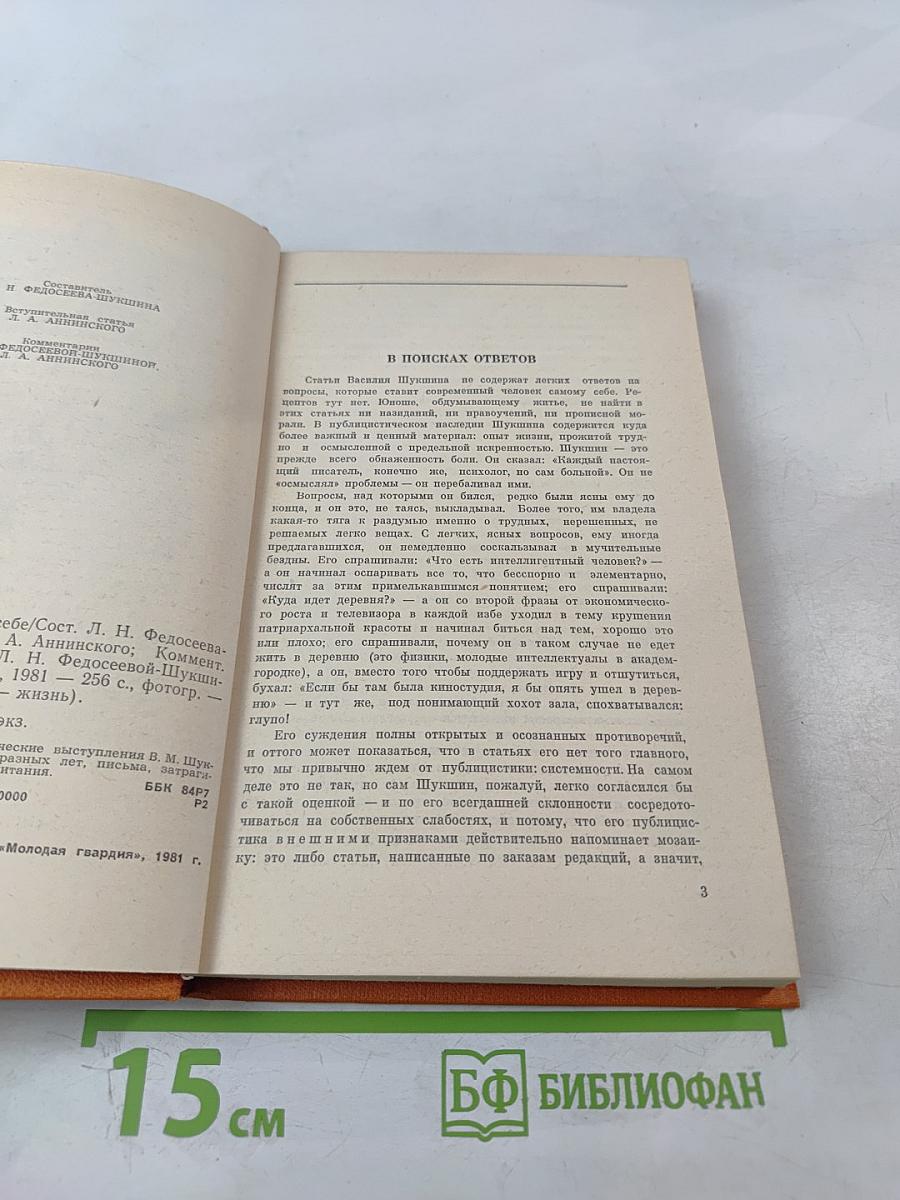 Составитель
Н ФЕДОСЕЕВА-ШУКШИНА
Вступительная статья
Л. А. АННИНСКОГО
Комментарии
ФЕДОСЕЕВОЙ-ШУКШИНОЙ,
Л. А. АННИНСКОГО
себе/Сост. Л. Н. Федосеева-
А. Аннинского; Коммент.
Л. Н. Федосеевой-Шукши-
, 1981 — 256 с., фотогр. —
— жизнь).
экз.
ческие выступления В. М. Шук-
разных лет, письма, затраги-
питания.
ББК 84Р7
Р2
0000
«Молодая гвардия», 1981 г.
В ПОИСКАХ ОТВЕТОВ
Статьи Василия Шукшина не содержат легких ответов на
вопросы, которые ставит современный человек самому себе. Ре-
цептов тут нет. Юноше, обдумывающему житье, не найти в
этих статьях ни назиданий, ни правоучений, ни прописной мо-
рали. В публицистическом наследии Шукшина содержится куда
более важный и ценный материал: опыт жизни, прожитой труд-
но и осмысленной с предельной искренностью. Шукшин — это
прежде всего обнаженность боли. Он сказал: «Каждый настоя-
щий писатель, конечно же, психолог, но сам больной». Он не
«осмыслял» проблемы — он перебаливал ими.
Вопросы, над которыми он бился, редко были ясны ему до
конца, и он это, не таясь, выкладывал. Более того, им владела
какая-то тяга к раздумью именно о трудных, нерешенных, не
решаемых легко вещах. С легких, ясных вопросов, ему иногда
предлагавшихся, он немедленно соскальзывал в мучительные
бездны. Его спрашивали: «Что есть интеллигентный человек?» —
а он начинал оспаривать все то, что бесспорно и элементарно,
числят за этим примелькавшимся понятием; его спрашивали:
«Куда идет деревня?» — а он со второй фразы от экономическо-
го роста и телевизора в каждой избе уходил в тему крушения
патриархальной красоты и начинал биться над тем, хорошо это
или плохо; его спрашивали, почему он в таком случае не едет
жить в деревню (это физики, молодые интеллектуалы в академ-
городке), а он, вместо того чтобы поддержать игру и отшутиться,
бухал: «Если бы там была киностудия, я бы опять ушел в дерев-
ню» — и тут же, под понимающий хохот зала, спохватывался:
глупо!
Его суждения полны открытых и осознанных противоречий,
и оттого может показаться, что в статьях его нет того главного,
что мы привычно ждем от публицистики: системности. На самом
деле это не так, но сам Шукшин, пожалуй, легко согласился бы
с такой оценкой — и по его всегдашней склонности сосредото-
чиваться на собственных слабостях, и потому, что его публицис-
тика внешними признаками действительно напоминает мозаи-
ку: это либо статьи, написанные по заказам редакций, а значит,
3
15 см
БФ БИБЛИОФАН